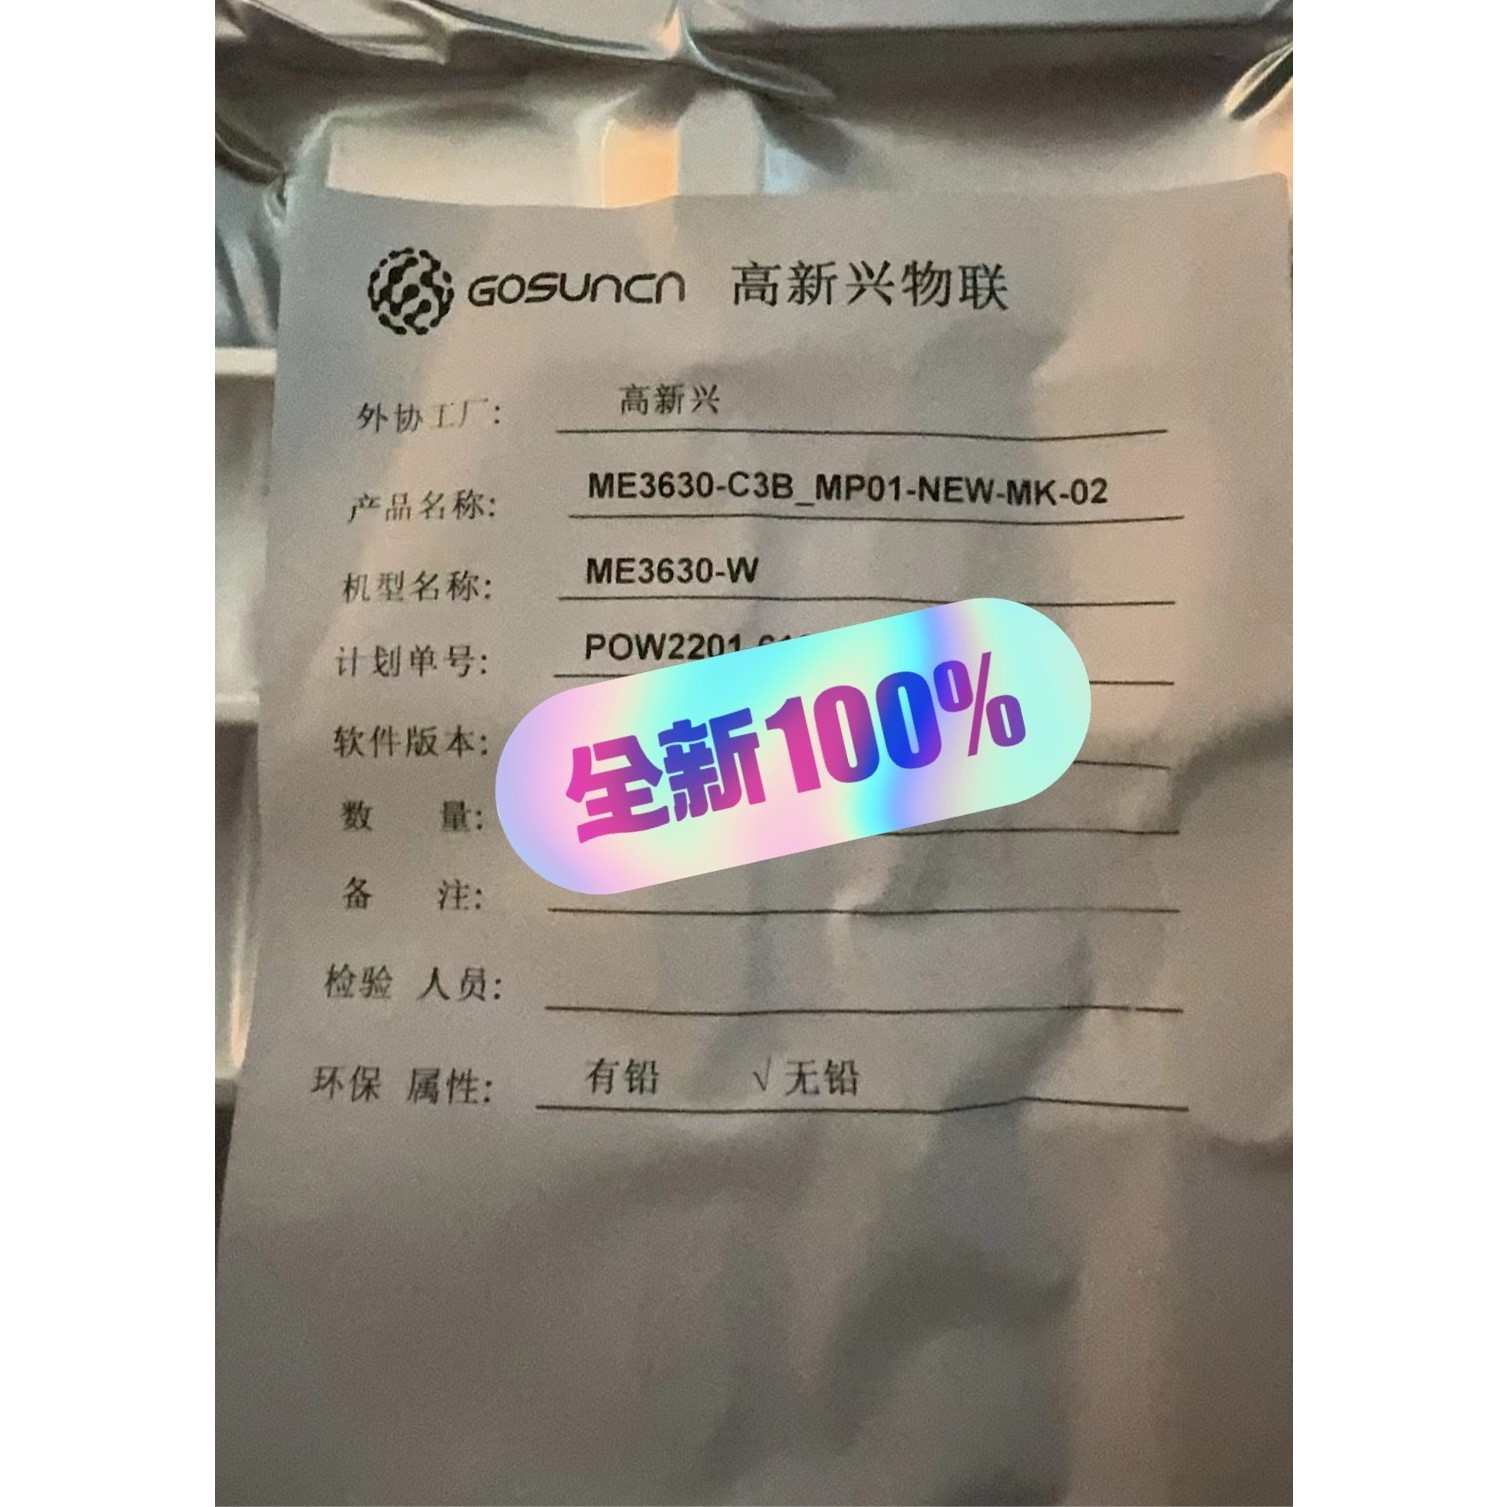 GOSUNCN 高新兴物联
外协工厂: 高新兴
产品名称: ME3630-C3B_MP01-NEW-MK-02
机型名称: ME3630-W
计划单号: POW2201
软件版本:
全新100%
数 量:
备 注:
检验 人员:
环保 属性: 有铅 √无铅